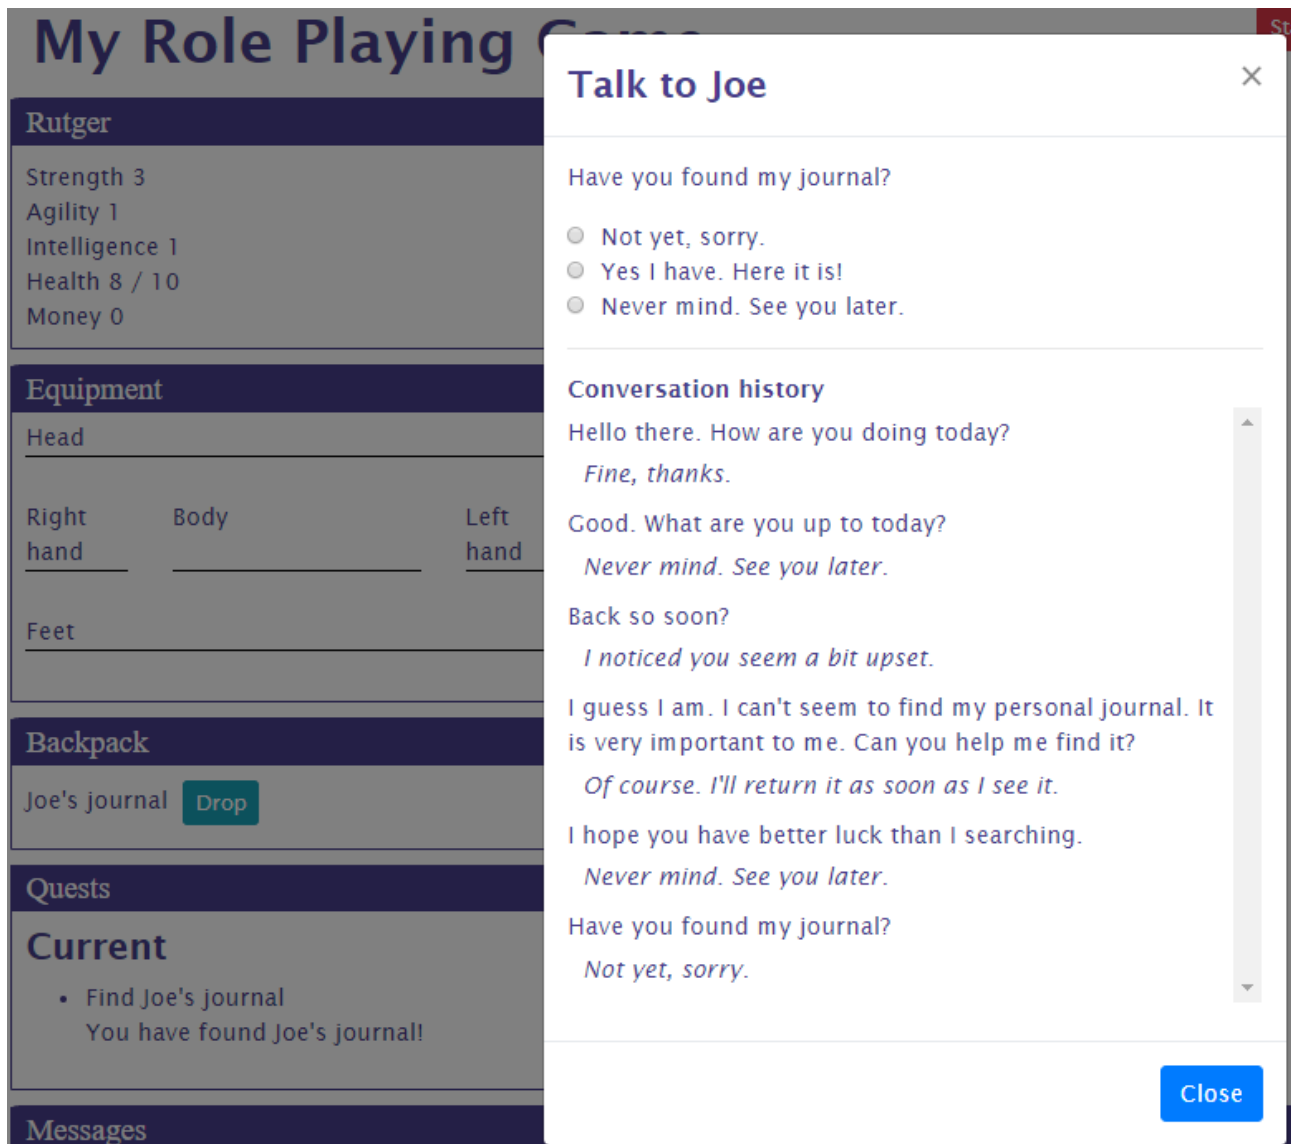 My Role Playing
St
Rutger
Strength 3
Agility 1
Intelligence 1
Health 8 / 10
Money 0
Equipment
Head
Right hand
Body
Left hand
Feet
Backpack
Joe's journal
Drop
Quests
Current
• Find Joe's journal
You have found Joe's journal!
Messages
Talk to Joe
×
Have you found my journal?
Not yet, sorry.
Yes I have. Here it is!
Never mind. See you later.
Conversation history
Hello there. How are you doing today?
Fine, thanks.
Good. What are you up to today?
Never mind. See you later.
Back so soon?
I noticed you seem a bit upset.
I guess I am. I can't seem to find my personal journal. It
is very important to me. Can you help me find it?
Of course. I'll return it as soon as I see it.
I hope you have better luck than I searching.
Never mind. See you later.
Have you found my journal?
Not yet, sorry.
Close